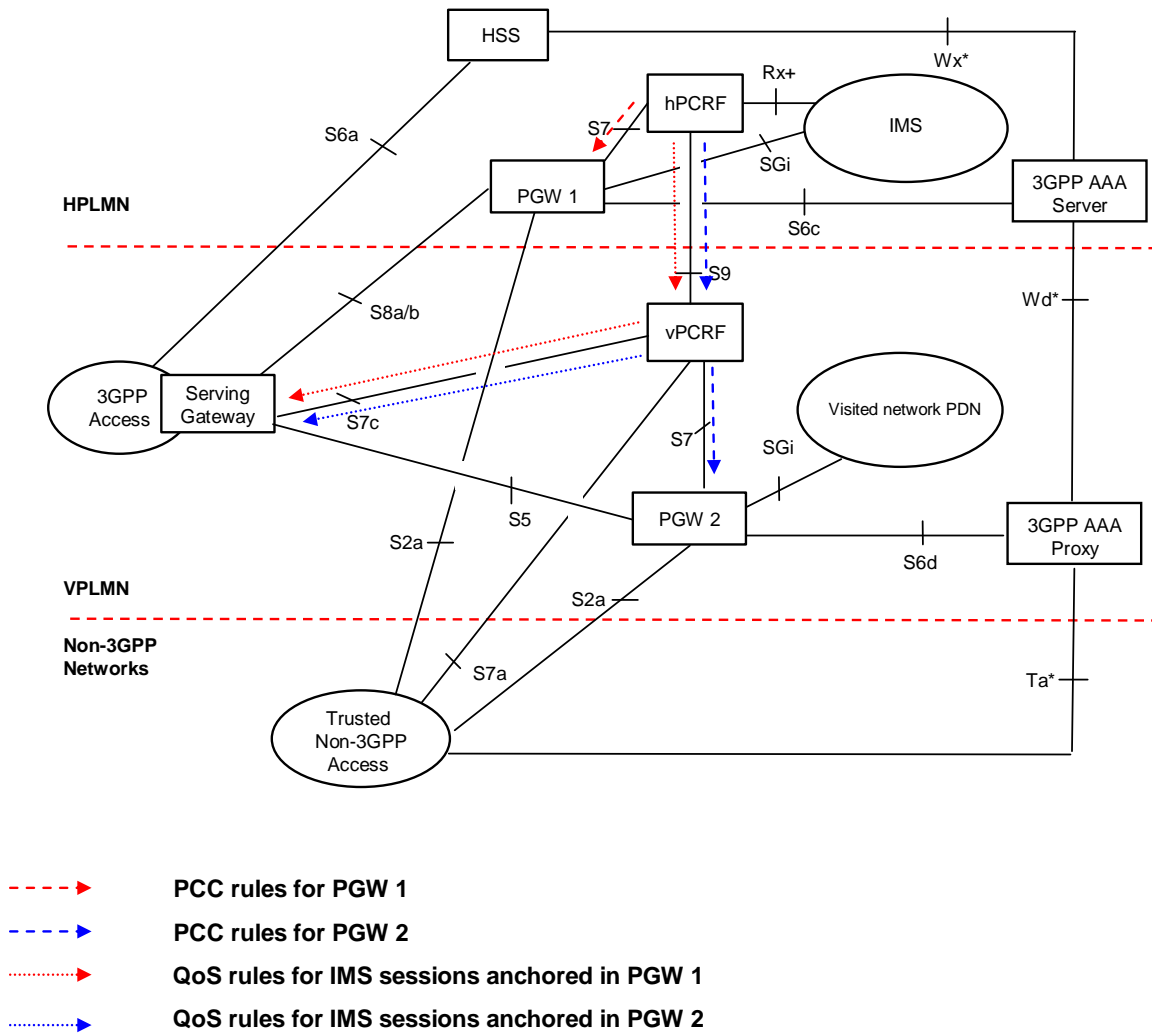 HSS
Wx*
Rx+
hPCRF
S7
IMS
S6a
SGi
PGW 1
3GPP AAA
Server
HPLMN
S6c
S9
Wd*
S8a/b
vPCRF
3GPP
Access
Serving
Gateway
Visited network PDN
S7c
S7
SGi
S5
PGW 2
3GPP AAA
Proxy
S2a
S6d
VPLMN
S2a
Non-3GPP
Networks
S7a
Ta*
Trusted
Non-3GPP
Access
PCC rules for PGW 1
PCC rules for PGW 2
QoS rules for IMS sessions anchored in PGW 1
QoS rules for IMS sessions anchored in PGW 2